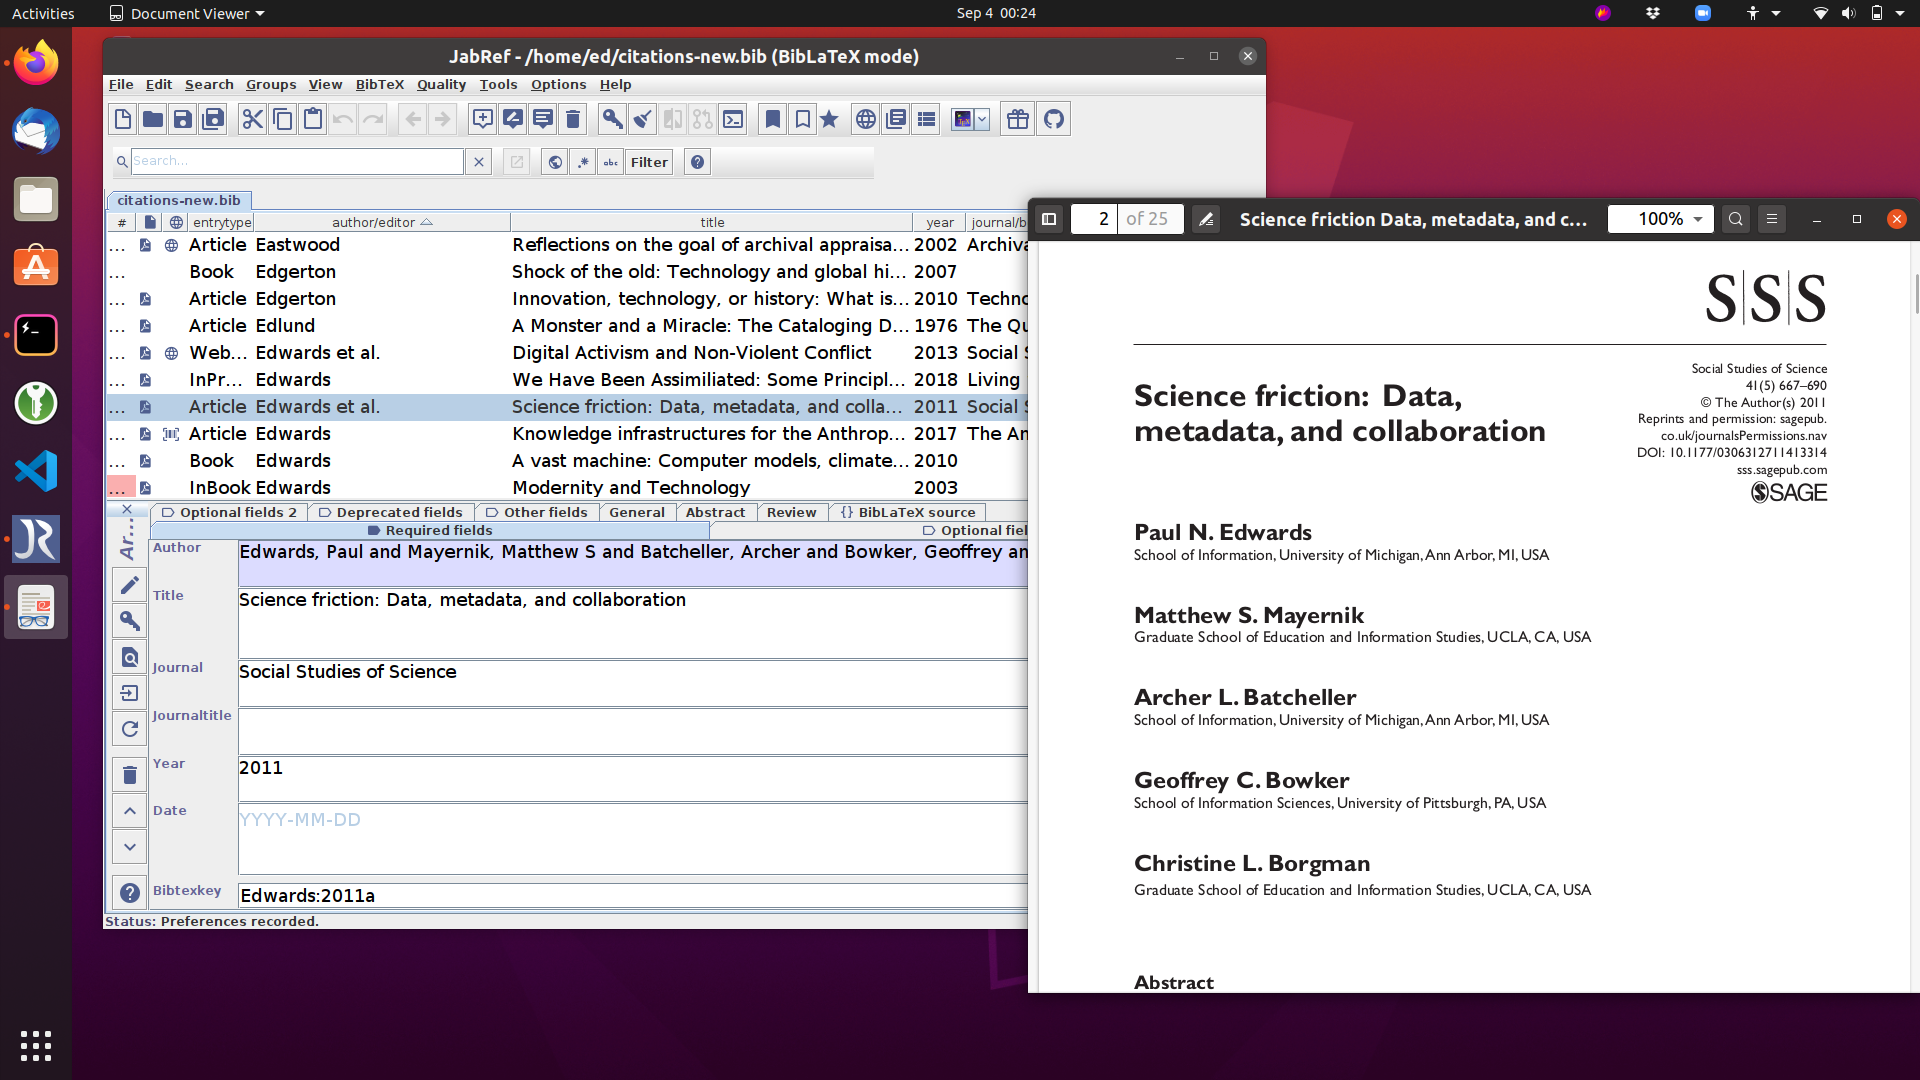 Activities
Document Viewer
Sep 4 00:24
JabRef - /home/ed/citations-new.bib (BibLaTeX mode)
File Edit Search Groups View BibTeX Quality Tools Options Help
Search...
abc
Filter
citations-new.bib
# entrytype author/editor title year journal/b
... Article Eastwood Reflections on the goal of archival appraisa... 2002 Archiva
... Book Edgerton Shock of the old: Technology and global hi... 2007
... Article Edgerton Innovation, technology, or history: What is... 2010 Techno
... Article Edlund A Monster and a Miracle: The Cataloging D... 1976 The Qu
... Web... Edwards et al. Digital Activism and Non-Violent Conflict 2013 Social S
... InPr... Edwards We Have Been Assimilated: Some Principl... 2018 Living
... Article Edwards et al. Science friction: Data, metadata, and colla... 2011 Social S
... Article Edwards Knowledge infrastructures for the Anthrop... 2017 The An
... Book Edwards A vast machine: Computer models, climate... 2010
... InBook Edwards Modernity and Technology 2003
Optional fields 2 Deprecated fields Other fields General Abstract Review {} BibLaTeX source
Required fields Optional fiel
Ar...
Author
Edwards, Paul and Mayernik, Matthew S and Batcheller, Archer and Bowker, Geoffrey an
Title
Science friction: Data, metadata, and collaboration
Journal
Social Studies of Science
Journaltitle
Year
2011
Date
YYYY-MM-DD
Bibtexkey
Edwards:2011a
Status: Preferences recorded.
2 of 25
Science friction Data, metadata, and c...
100%
SSS
Social Studies of Science
41(5) 667–690
© The Author(s) 2011
Reprints and permission: sagepub.
co.uk/journalsPermissions.nav
DOI: 10.1177/0306312711413314
sss.sagepub.com
SAGE
Science friction: Data,
metadata, and collaboration
Paul N. Edwards
School of Information, University of Michigan, Ann Arbor, MI, USA
Matthew S. Mayernik
Graduate School of Education and Information Studies, UCLA, CA, USA
Archer L. Batcheller
School of Information, University of Michigan, Ann Arbor, MI, USA
Geoffrey C. Bowker
School of Information Sciences, University of Pittsburgh, PA, USA
Christine L. Borgman
Graduate School of Education and Information Studies, UCLA, CA, USA
Abstract